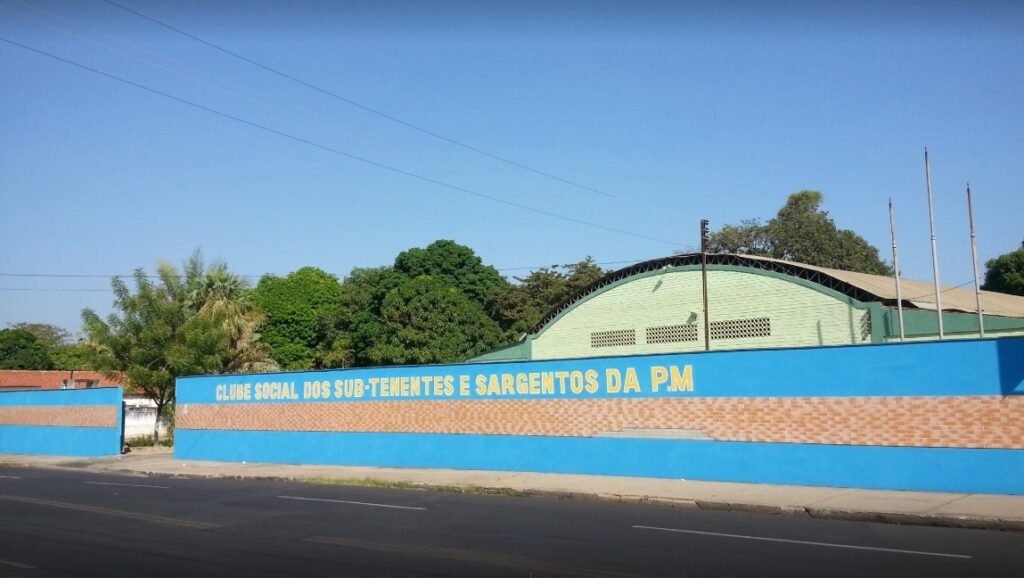 CLUBE SOCIAL DOS SUB-TENENTES E SARGENTOS DA P.M